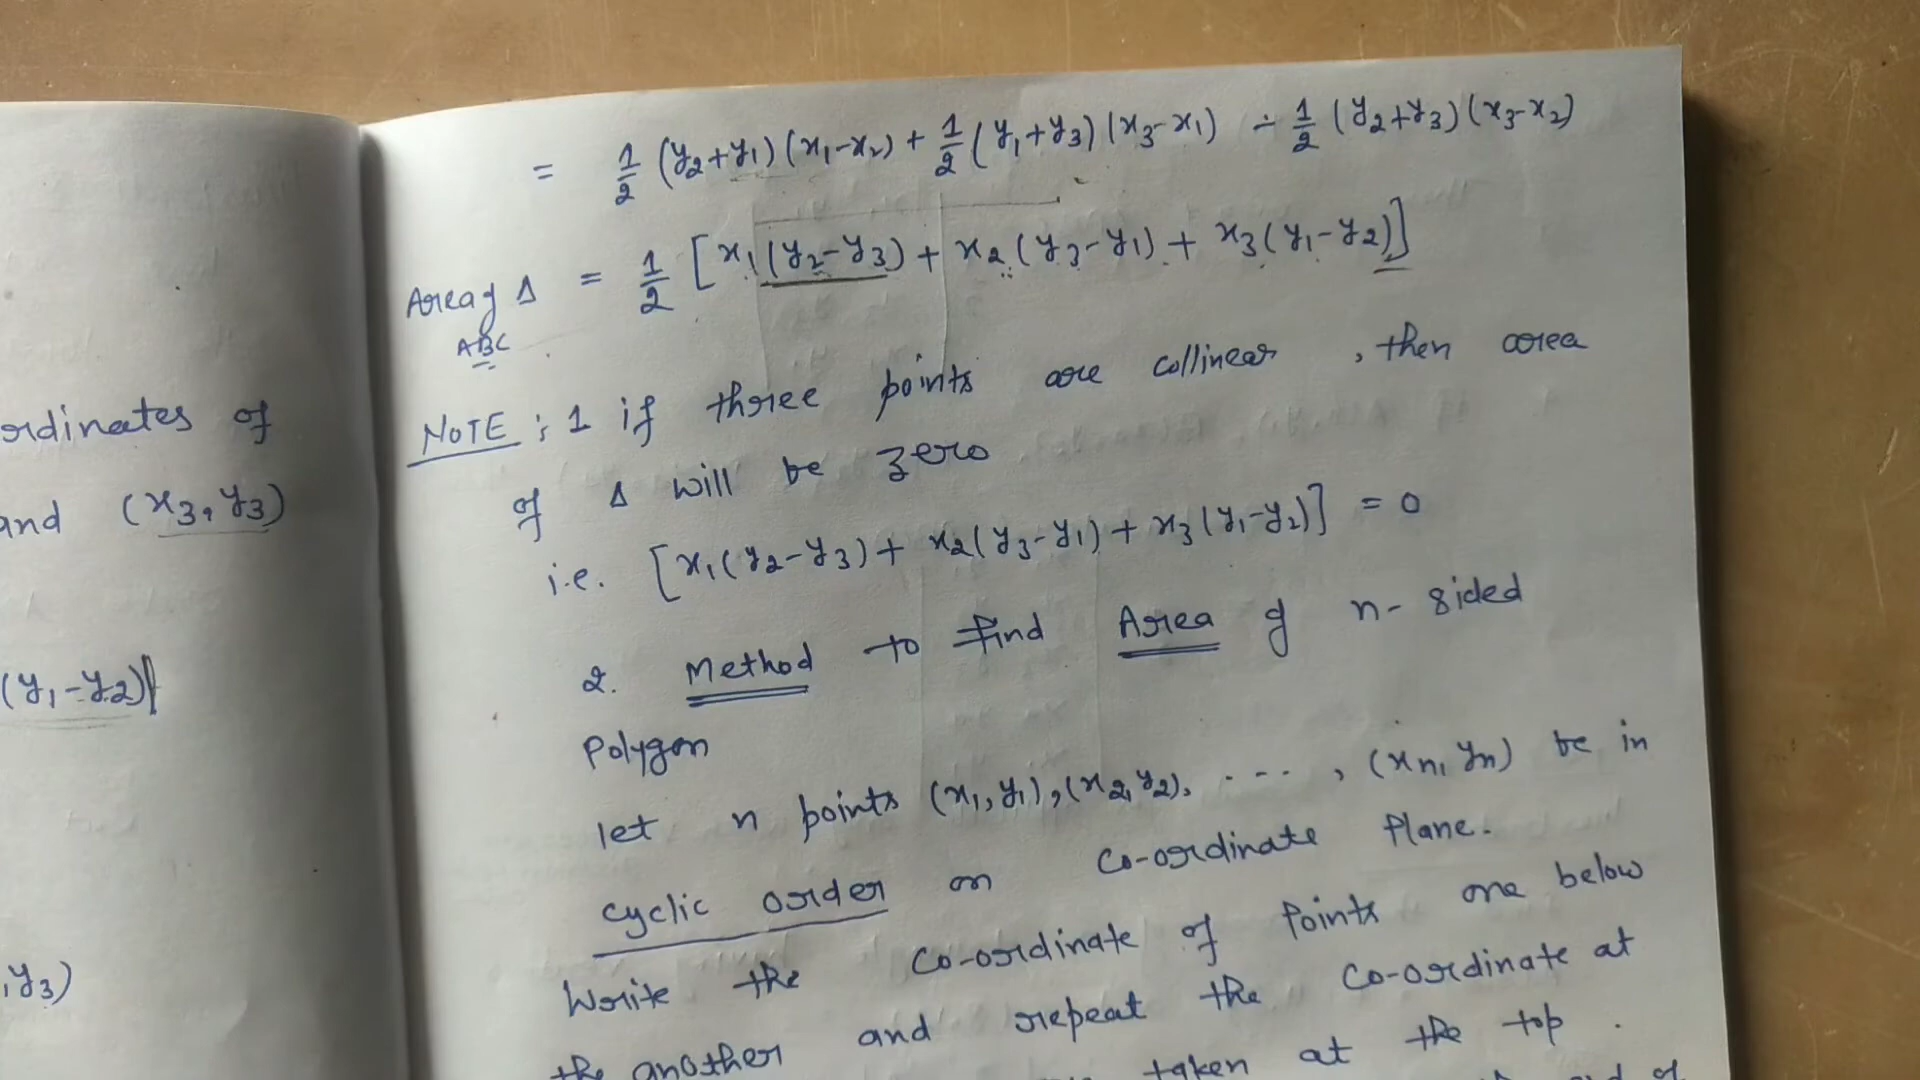 rdinates of
and (x₃, y₃)
(y₁-y₂)|
, y₃)
= 1/2 (y₂+y₁)(x₁-x₂) + 1/2 (y₁+y₃)(x₃-x₁) - 1/2 (y₂+y₃)(x₃-x₂)
Area of Δ = 1/2 [x₁(y₂-y₃) + x₂(y₃-y₁) + x₃(y₁-y₂)]
ABC
NOTE : 1 if three points are collinear , then area
of Δ will be zero
i.e. [x₁(y₂-y₃) + x₂(y₃-y₁) + x₃(y₁-y₂)] = 0
2. Method to find Area of n-sided
Polygon
let n points (x₁, y₁), (x₂, y₂), ----, (xn, yn) be in
cyclic order on co-ordinate Plane.
Write the co-ordinate of Points one below
the another and repeat the co-ordinate at
taken at the top .
of